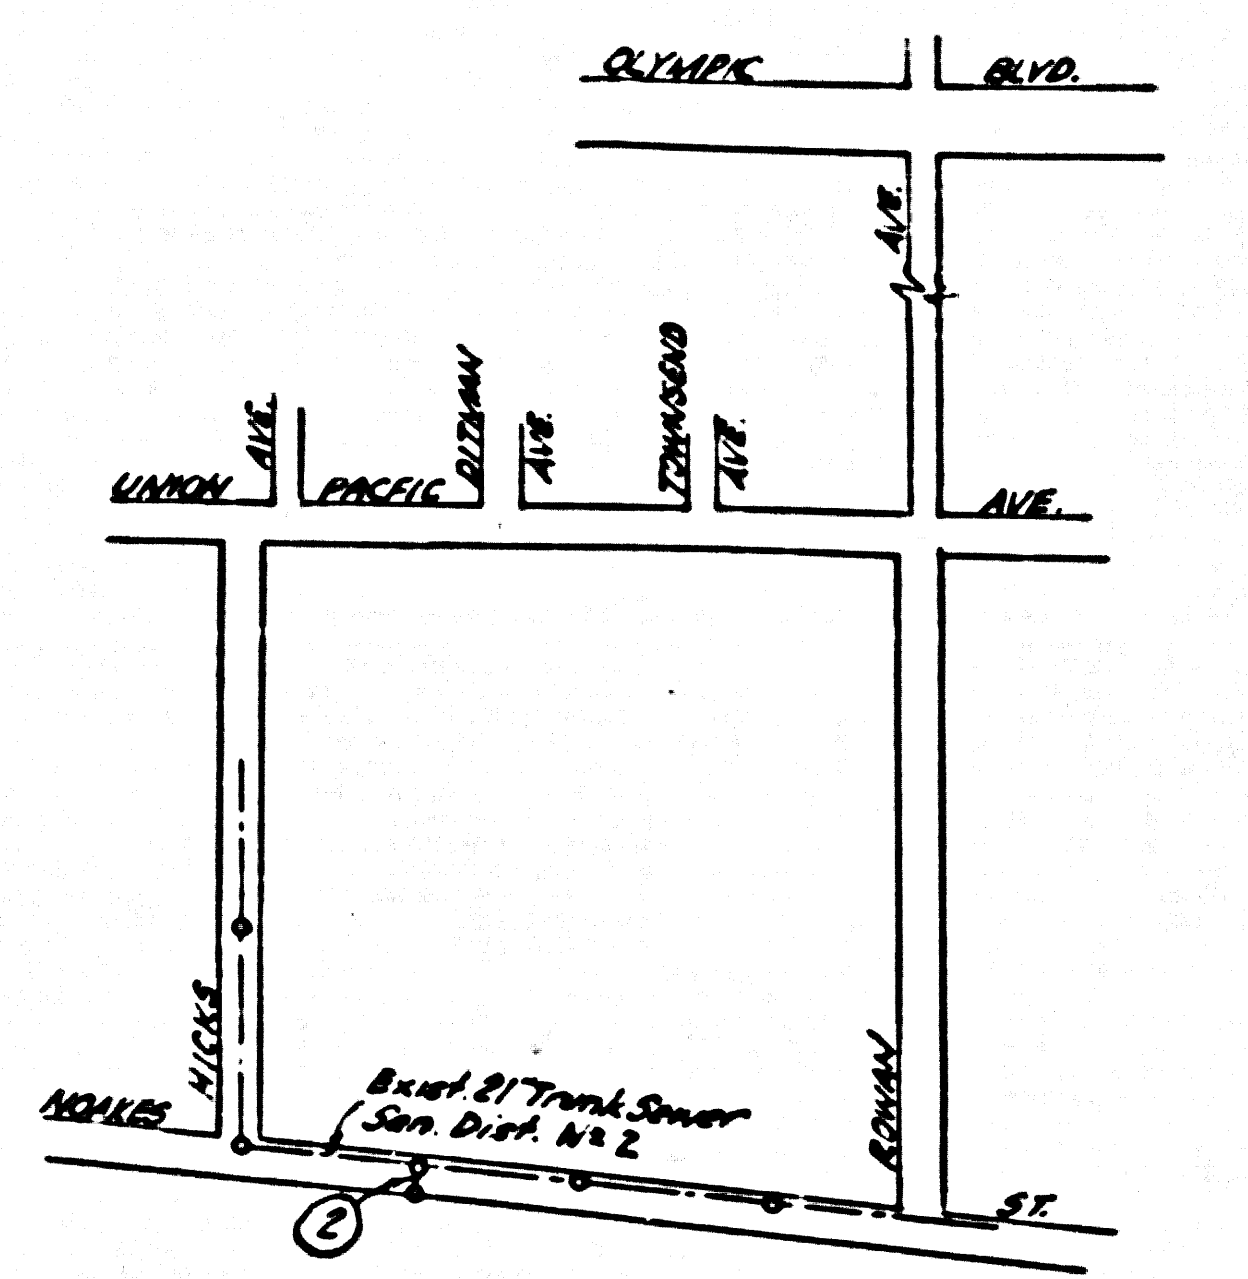 OLYMPIC BLVD.
AVE.
DITMAN
TOWNSEND
AVE.
AVE.
AVE.
UNION PACFIC AVE.
HICKS
ROWAN
NOAKES
Exist. 21" Trunk Sewer
San. Dist. Nº 2
ST.
2